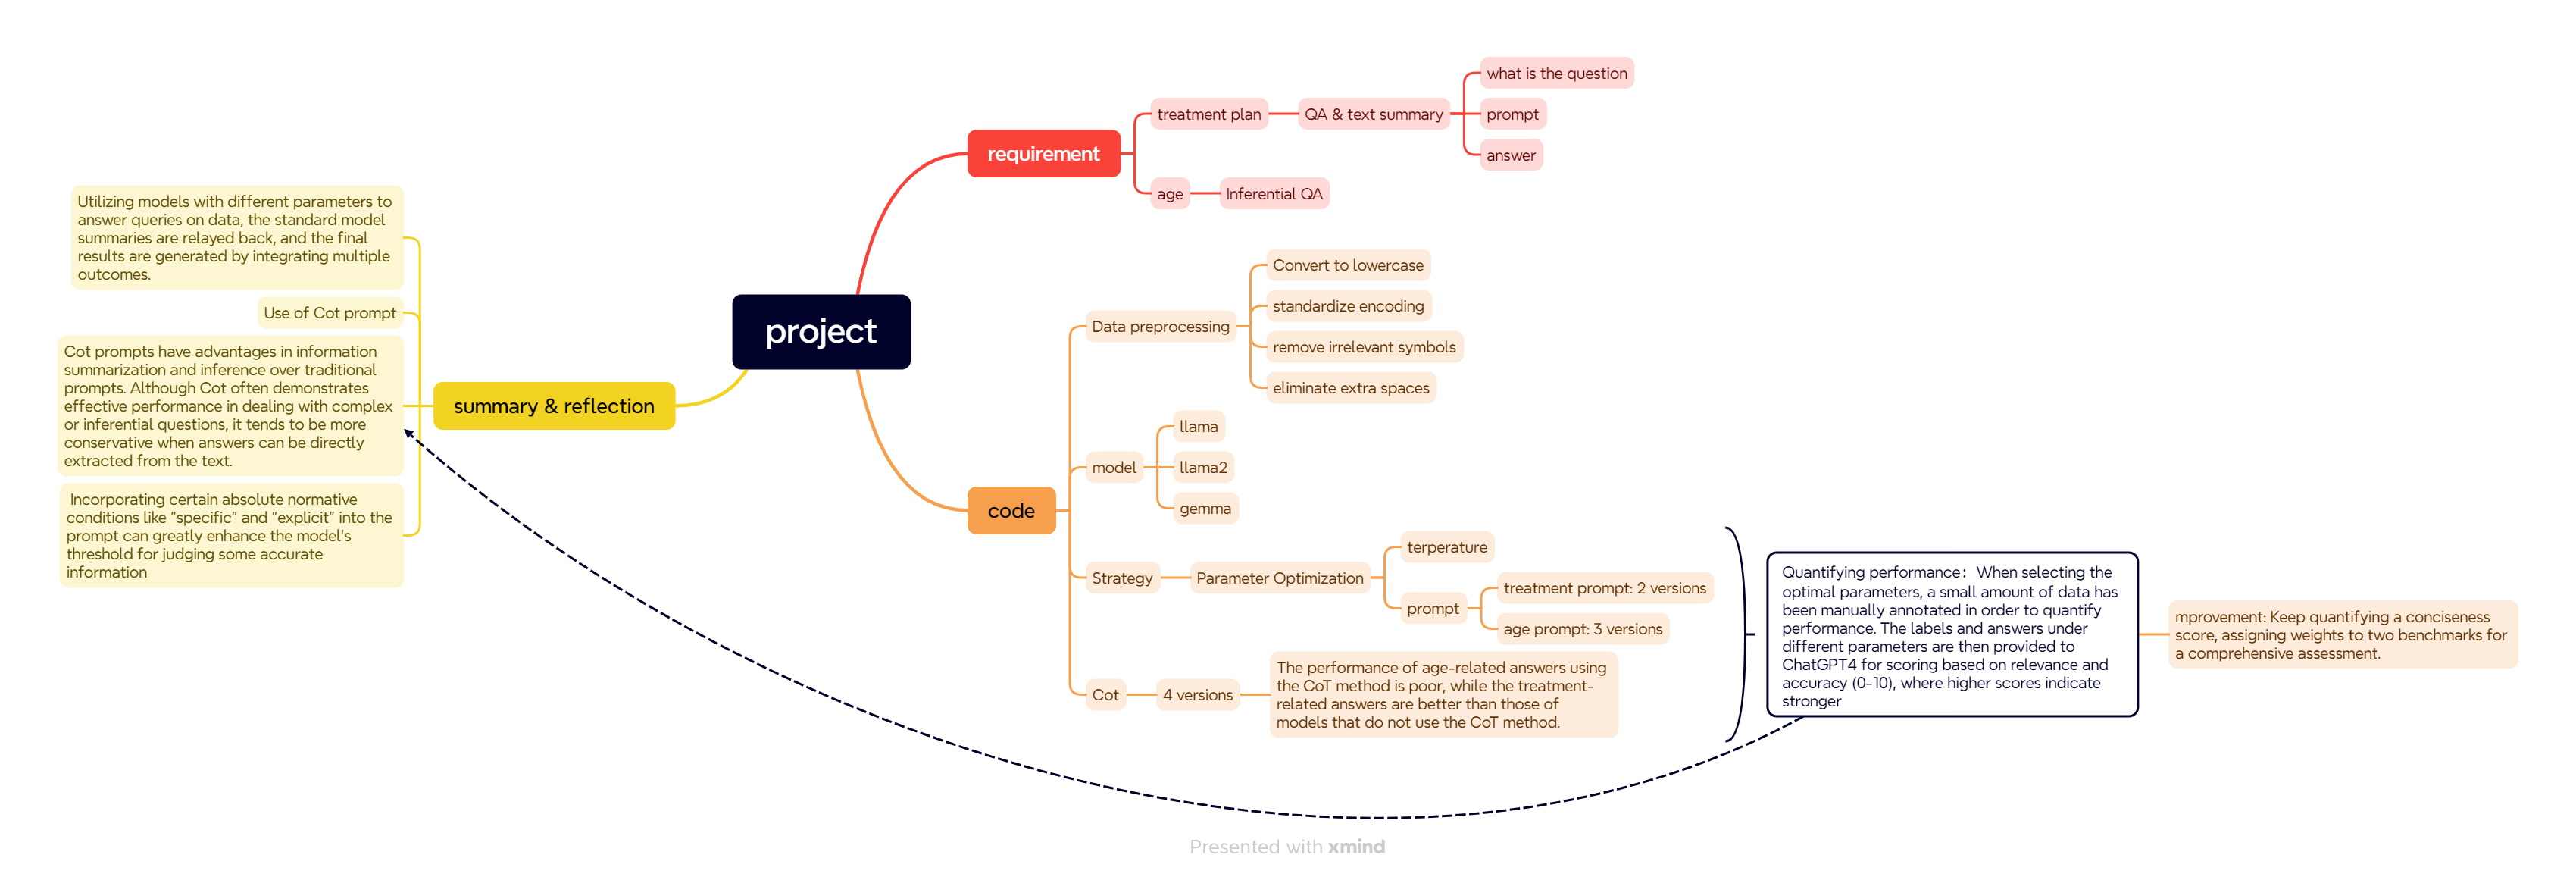 project
requirement
treatment plan
QA & text summary
what is the question
prompt
answer
age
Inferential QA
code
Data preprocessing
Convert to lowercase
standardize encoding
remove irrelevant symbols
eliminate extra spaces
model
llama
llama2
gemma
Strategy
Parameter Optimization
terperature
prompt
treatment prompt: 2 versions
age prompt: 3 versions
Cot
4 versions
The performance of age-related answers using
the CoT method is poor, while the treatment-
related answers are better than those of
models that do not use the CoT method.
Quantifying performance：When selecting the
optimal parameters, a small amount of data has
been manually annotated in order to quantify
performance. The labels and answers under
different parameters are then provided to
ChatGPT4 for scoring based on relevance and
accuracy (0-10), where higher scores indicate
stronger
mprovement: Keep quantifying a conciseness
score, assigning weights to two benchmarks for
a comprehensive assessment.
summary & reflection
Utilizing models with different parameters to
answer queries on data, the standard model
summaries are relayed back, and the final
results are generated by integrating multiple
outcomes.
Use of Cot prompt
Cot prompts have advantages in information
summarization and inference over traditional
prompts. Although Cot often demonstrates
effective performance in dealing with complex
or inferential questions, it tends to be more
conservative when answers can be directly
extracted from the text.
Incorporating certain absolute normative
conditions like "specific" and "explicit" into the
prompt can greatly enhance the model's
threshold for judging some accurate
information
Presented with xmind